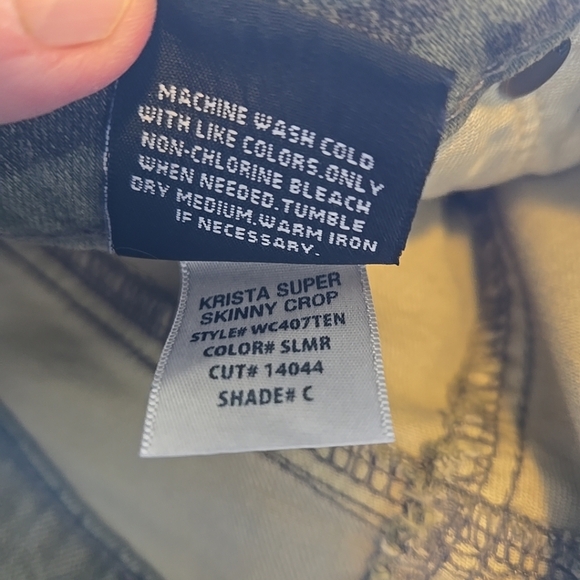 MACHINE WASH COLD
WITH LIKE COLORS.ONLY
NON-CHLORINE BLEACH
WHEN NEEDED.TUMBLE
DRY MEDIUM.WARM IRON
IF NECESSARY.
KRISTA SUPER
SKINNY CROP
STYLE# WC407TEN
COLOR# SLMR
CUT# 14044
SHADE# C